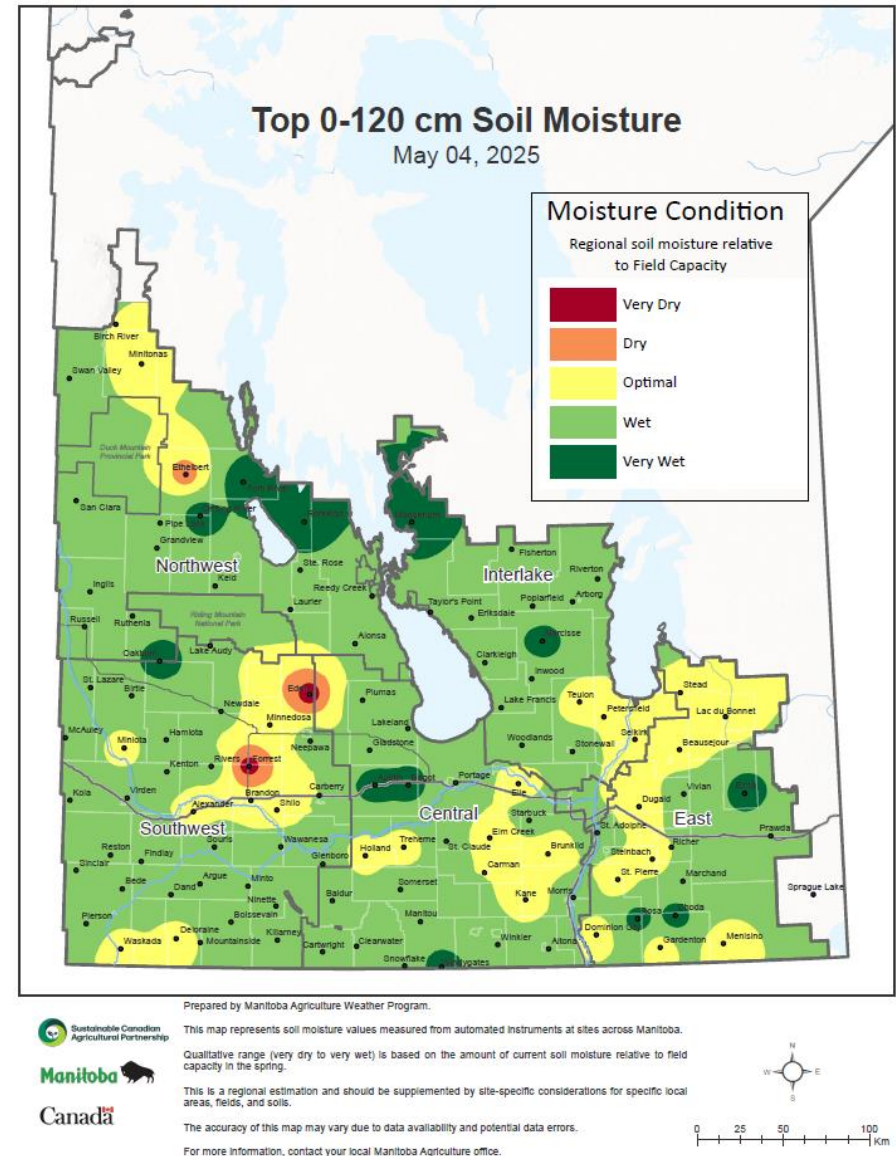 Top 0-120 cm Soil Moisture
May 04, 2025
Moisture Condition
Regional soil moisture relative
to Field Capacity
Very Dry
Dry
Optimal
Wet
Very Wet
Birch River
Minitonas
Swan Valley
Duck Mountain
Provincial Park
Ethelbert
San Clara
Pipe
Grandview
Northwest
Keld
Ste. Rose
Reedy Creek
Laurier
Inglis
Riding Mountain
National Park
Russell
Ruthenia
Lake Audy
Alonsa
St. Lazare
Birtle
Newdale
Minnedosa
Plumas
Lakeland
McAuley
Miniota
Hamiota
Neepawa
Gladstone
Kenton
Rivers
Forrest
Kola
Virden
Alexander
Brandon
Shilo
Carberry
Southwest
Souris
Wawanesa
Glenboro
Reston
Findlay
Sinclair
Bede
Argue
Dand
Minto
Ninette
Boissevain
Pierson
Deloraine
Waskada
Mountainside
Killarney
Cartwright
Clearwater
Baldur
Fisherton
Interlake
Riverton
Poplarfield
Arborg
Taylor's Point
Eriksdale
Clarkleigh
Inwood
Lake Francis
Teulon
Petersfield
Woodlands
Stonewall
Selkirk
Stead
Lac du Bonnet
Beausejour
Portage
Elie
Central
Starbuck
Elm Creek
St. Claude
Treherne
Holland
Brunkild
Carman
Somerset
Kane
Morris
Manitou
Winkler
Altona
Snowflake
Dugald
Vivian
East
St. Adolphe
Prawda
Richer
Steinbach
St. Pierre
Marchand
Sprague Lake
Gardenton
Menisino
Prepared by Manitoba Agriculture Weather Program.
This map represents soil moisture values measured from automated instruments at sites across Manitoba.
Qualitative range (very dry to very wet) is based on the amount of current soil moisture relative to field
capacity in the spring.
This is a regional estimation and should be supplemented by site-specific considerations for specific local
areas, fields, and soils.
The accuracy of this map may vary due to data availability and potential data errors.
For more information, contact your local Manitoba Agriculture office.
Sustainable Canadian
Agricultural Partnership
Manitoba
Canada
N
W E
S
0 25 50 100
Km